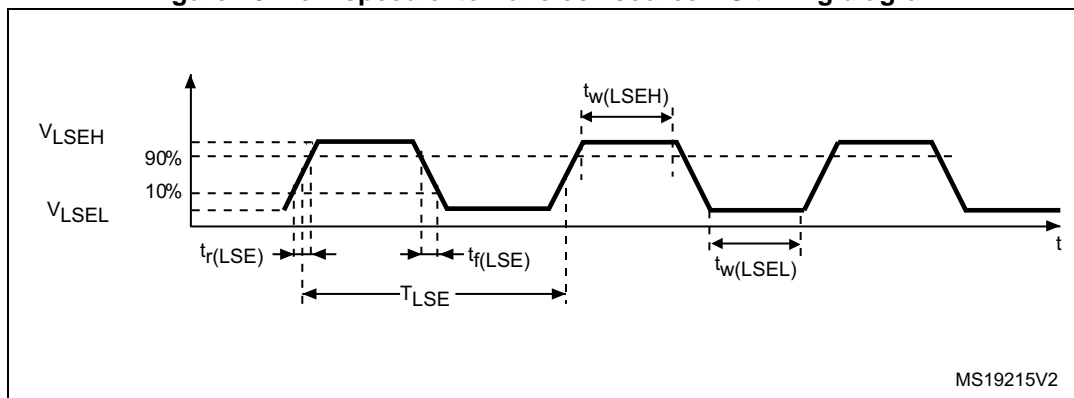 V_LSEH
90%
10%
V_LSEL
t_r(LSE)
t_f(LSE)
T_LSE
t_w(LSEH)
t_w(LSEL)
t
MS19215V2